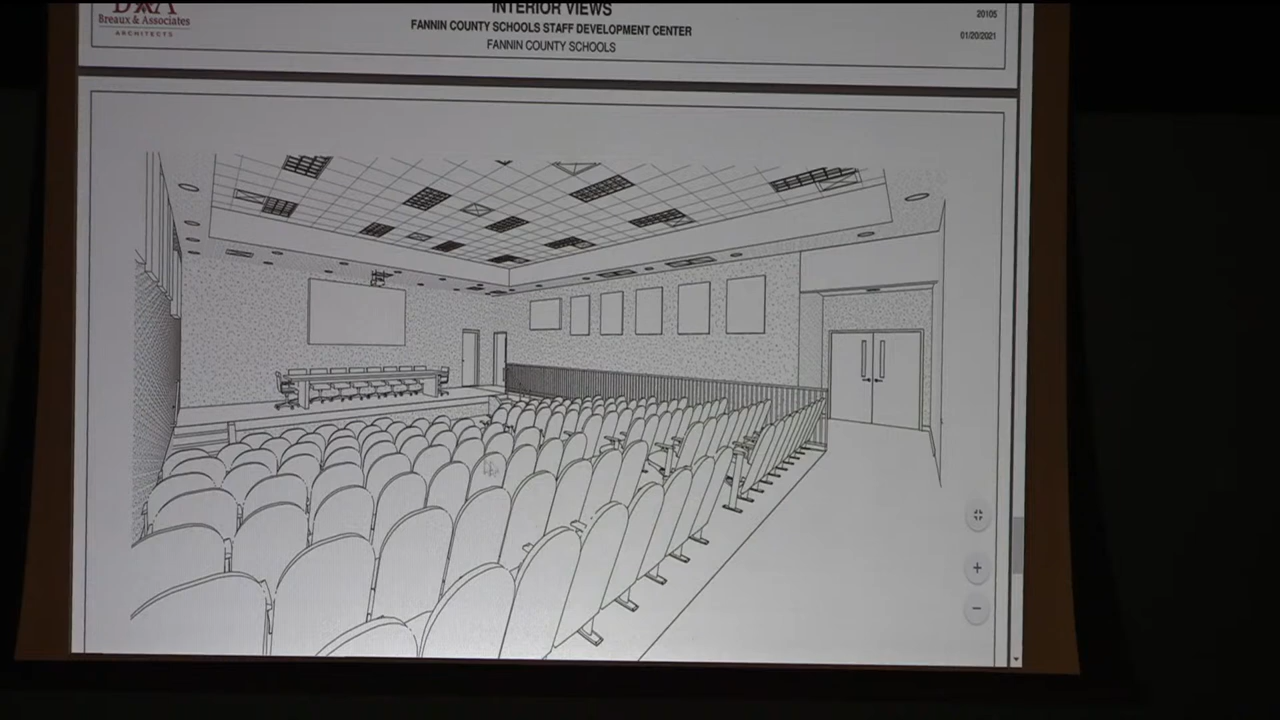 INTERIOR VIEWS
20105
Breaux & Associates
ARCHITECTS
FANNIN COUNTY SCHOOLS STAFF DEVELOPMENT CENTER
01/20/2021
FANNIN COUNTY SCHOOLS